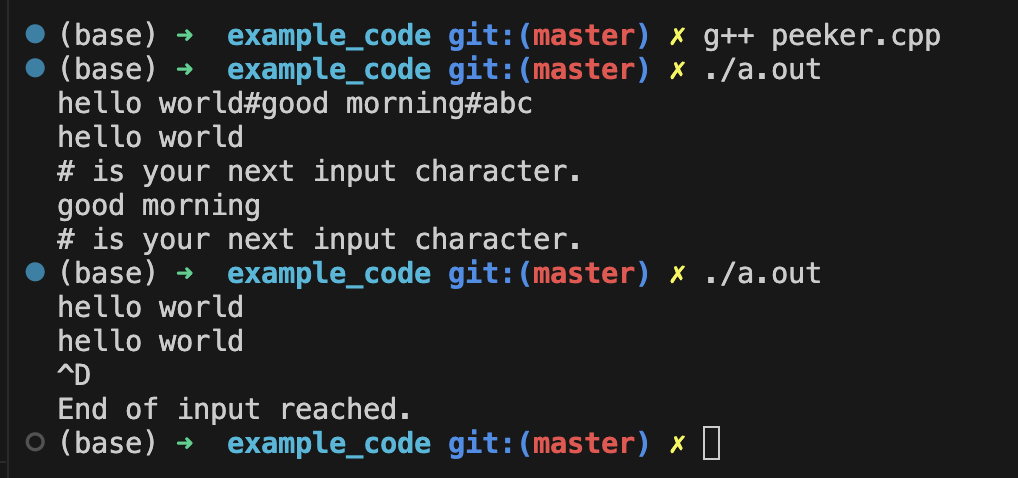 (base) ➜ example_code git:(master) ✗ g++ peeker.cpp
(base) ➜ example_code git:(master) ✗ ./a.out
hello world#good morning#abc
hello world
# is your next input character.
good morning
# is your next input character.
(base) ➜ example_code git:(master) ✗ ./a.out
hello world
hello world
^D
End of input reached.
(base) ➜ example_code git:(master) ✗